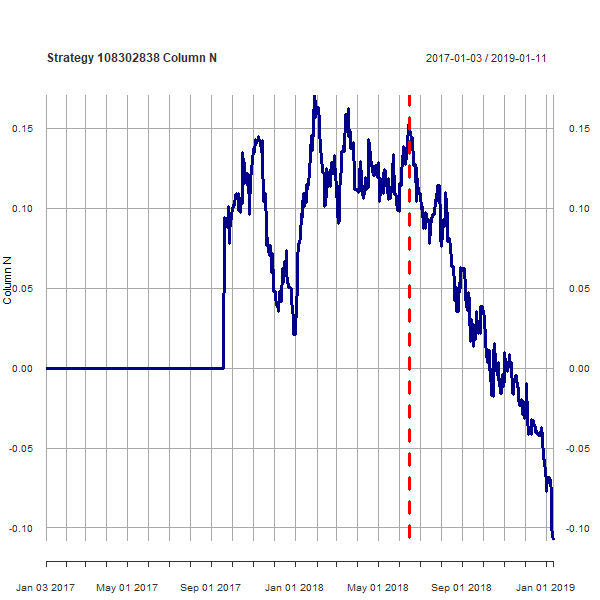 Strategy 108302838 Column N
2017-01-03 / 2019-01-11
Column N
0.15
0.10
0.05
0.00
-0.05
-0.10
0.15
0.10
0.05
0.00
-0.05
-0.10
Jan 03 2017
May 01 2017
Sep 01 2017
Jan 01 2018
May 01 2018
Sep 01 2018
Jan 01 2019